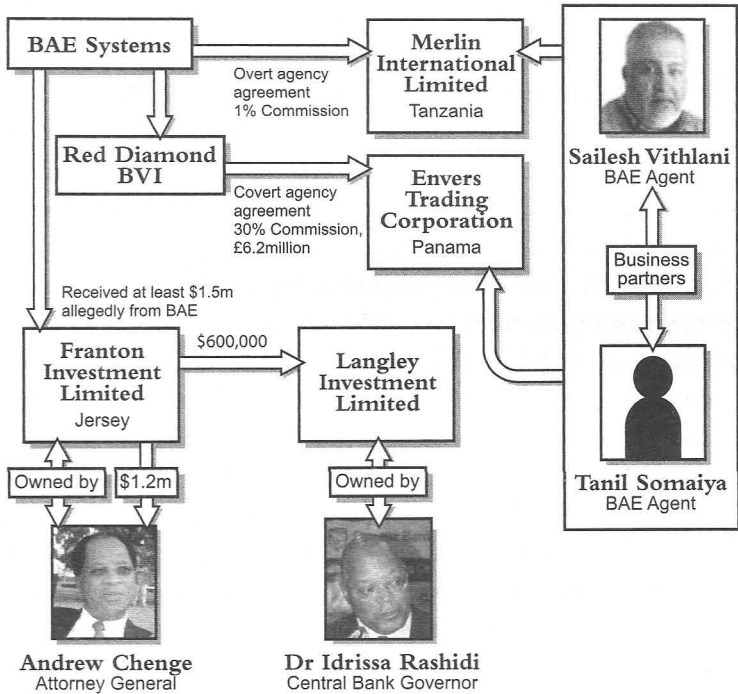 BAE Systems
Overt agency
agreement
1% Commission
Merlin
International
Limited
Tanzania
Sailesh Vithlani
BAE Agent
Red Diamond
BVI
Covert agency
agreement
30% Commission,
£6.2million
Envers
Trading
Corporation
Panama
Business
partners
Received at least $1.5m
allegedly from BAE
Franton
Investment
Limited
Jersey
$600,000
Langley
Investment
Limited
Tanil Somaiya
BAE Agent
Owned by
$1.2m
Owned by
Andrew Chenge
Attorney General
Dr Idrissa Rashidi
Central Bank Governor